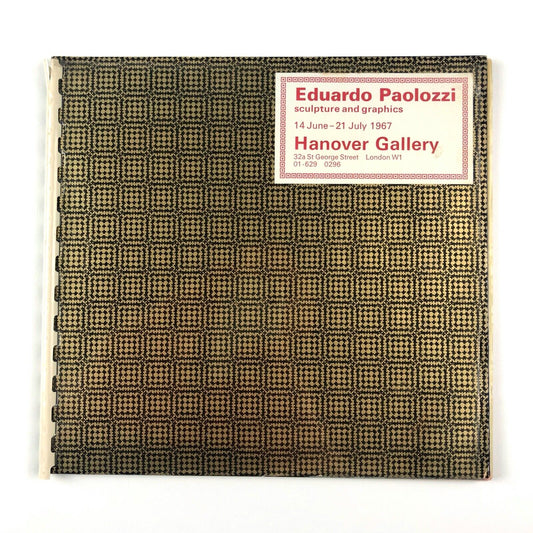 Eduardo Paolozzi
sculpture and graphics
14 June–21 July 1967
Hanover Gallery
32a St George Street London W1
01-629 0296